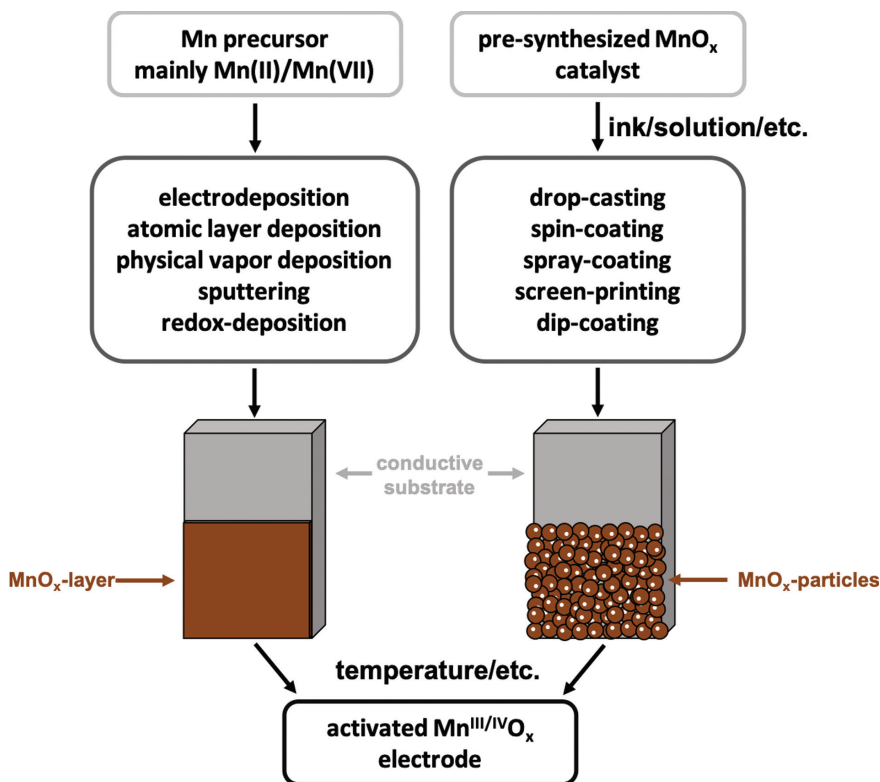 Mn precursor
mainly Mn(II)/Mn(VII)
pre-synthesized MnOₓ
catalyst
ink/solution/etc.
electrodeposition
atomic layer deposition
physical vapor deposition
sputtering
redox-deposition
drop-casting
spin-coating
spray-coating
screen-printing
dip-coating
conductive
substrate
MnOₓ-layer
MnOₓ-particles
temperature/etc.
activated Mnᴵᴵᴵ/ᴵⱽOₓ
electrode